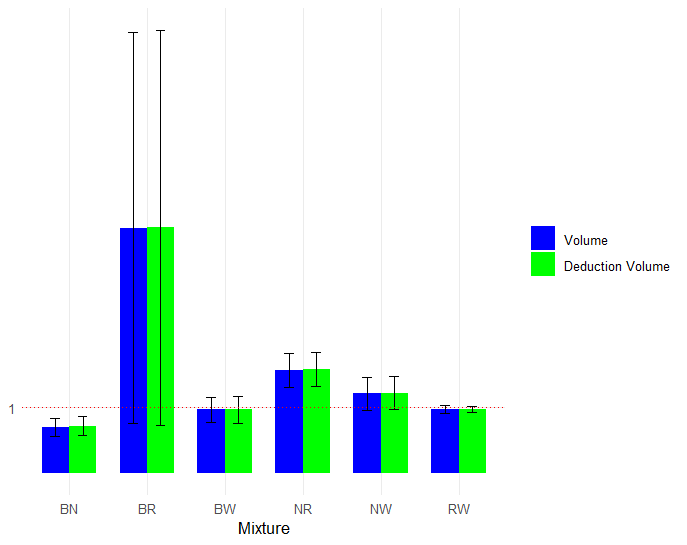 Volume
Deduction Volume
1
BN BR BW NR NW RW
Mixture